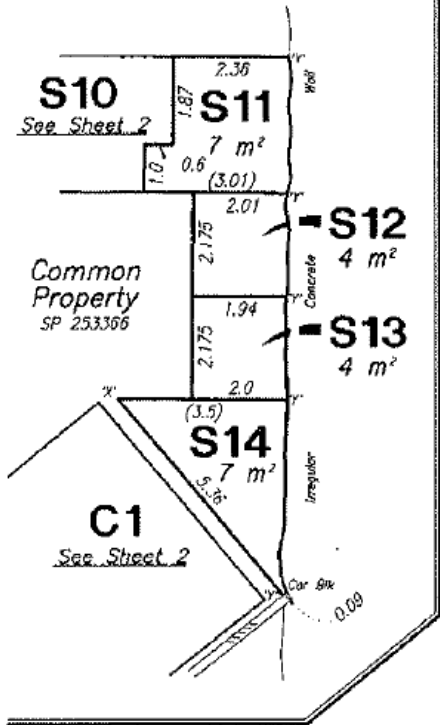 'Y'
2.36
Wall
S10
See Sheet 2
1.87
S11
7 m²
1.0
0.6
(3.01)
'Y'
2.01
S12
4 m²
2.175
Common
Property
SP 253366
Concrete
'Y'
1.94
S13
4 m²
2.175
2.0
'X'
(3.5)
'Y'
S14
7 m²
5.36
Irregular
C1
See Sheet 2
'Y'
Cor
0.09